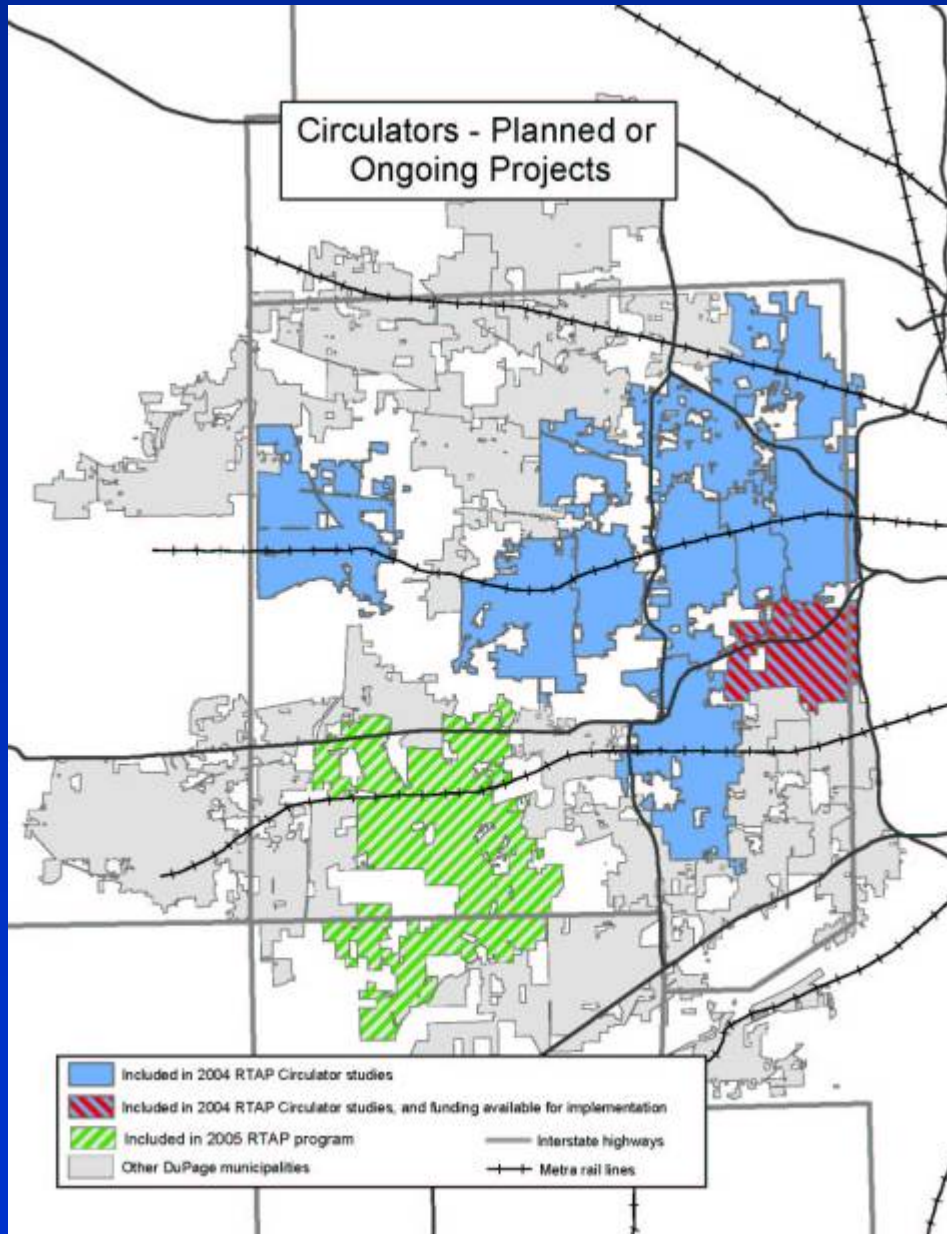 Circulators - Planned or
Ongoing Projects
Included in 2004 RTAP Circulator studies
Included in 2004 RTAP Circulator studies, and funding available for implementation
Included in 2005 RTAP program
Interstate highways
Other DuPage municipalities
Metra rail lines